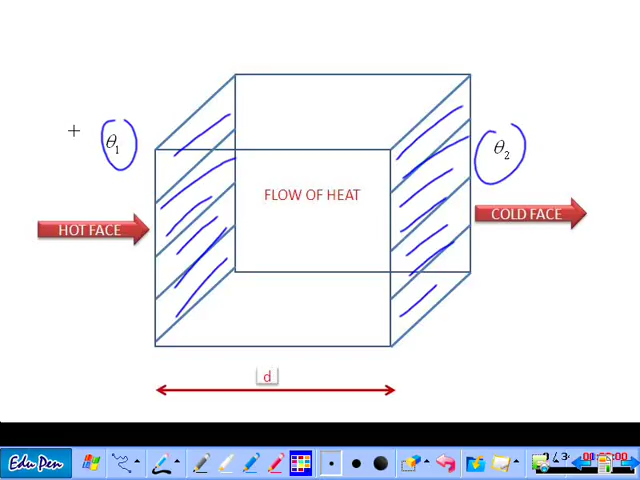 θ1
θ2
FLOW OF HEAT
HOT FACE
COLD FACE
d
Edu Pen